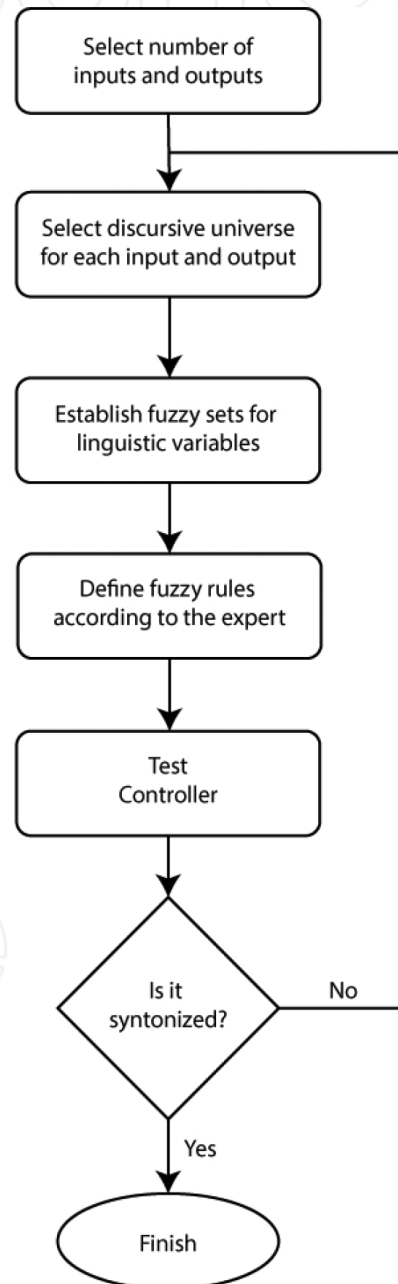 Select number of
inputs and outputs
Select discursive universe
for each input and output
Establish fuzzy sets for
linguistic variables
Define fuzzy rules
according to the expert
Test
Controller
Is it
syntonized?
No
Yes
Finish